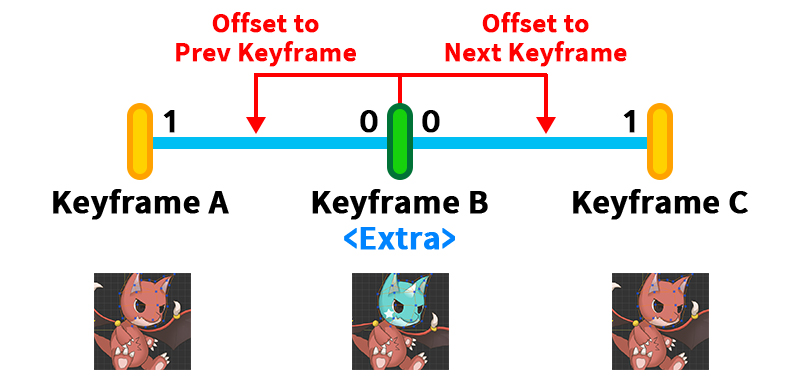 Offset to
Prev Keyframe
Offset to
Next Keyframe
1
0
0
1
Keyframe A
Keyframe B
Keyframe C
<Extra>